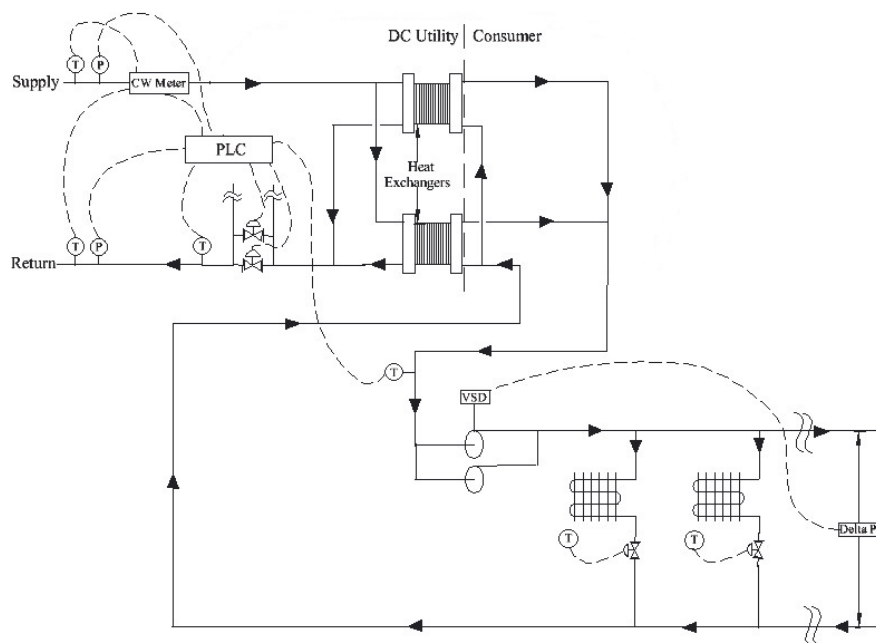 DC Utility
Consumer
T
P
Supply
CW Meter
PLC
Heat
Exchangers
T
P
T
Return
T
VSD
T
T
Delta P